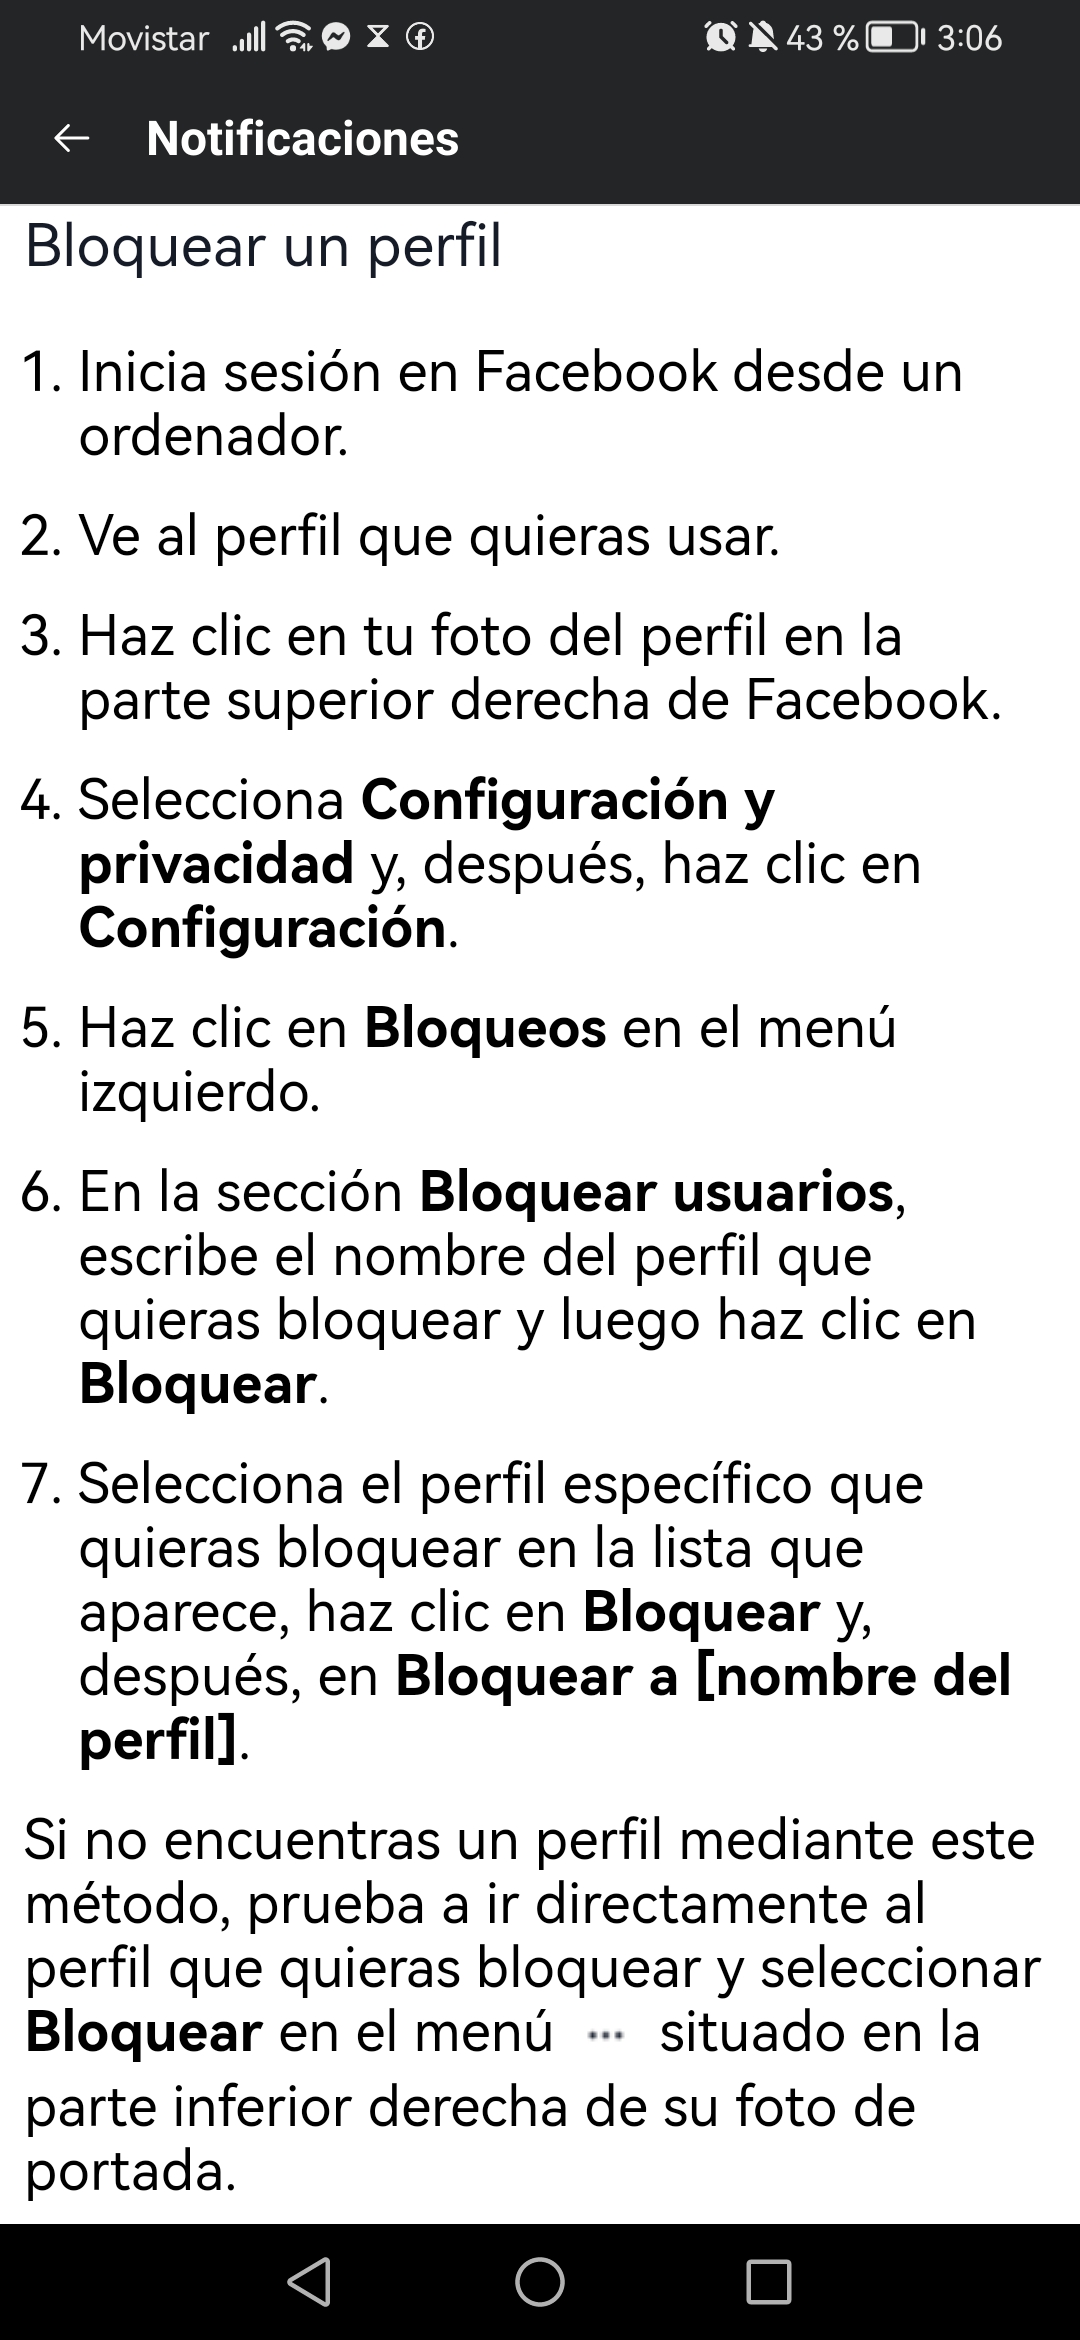 Movistar 43 % 3:06
Notificaciones
Bloquear un perfil
1. Inicia sesión en Facebook desde un
ordenador.
2. Ve al perfil que quieras usar.
3. Haz clic en tu foto del perfil en la
parte superior derecha de Facebook.
4. Selecciona Configuración y
privacidad y, después, haz clic en
Configuración.
5. Haz clic en Bloqueos en el menú
izquierdo.
6. En la sección Bloquear usuarios,
escribe el nombre del perfil que
quieras bloquear y luego haz clic en
Bloquear.
7. Selecciona el perfil específico que
quieras bloquear en la lista que
aparece, haz clic en Bloquear y,
después, en Bloquear a [nombre del
perfil].
Si no encuentras un perfil mediante este
método, prueba a ir directamente al
perfil que quieras bloquear y seleccionar
Bloquear en el menú ··· situado en la
parte inferior derecha de su foto de
portada.